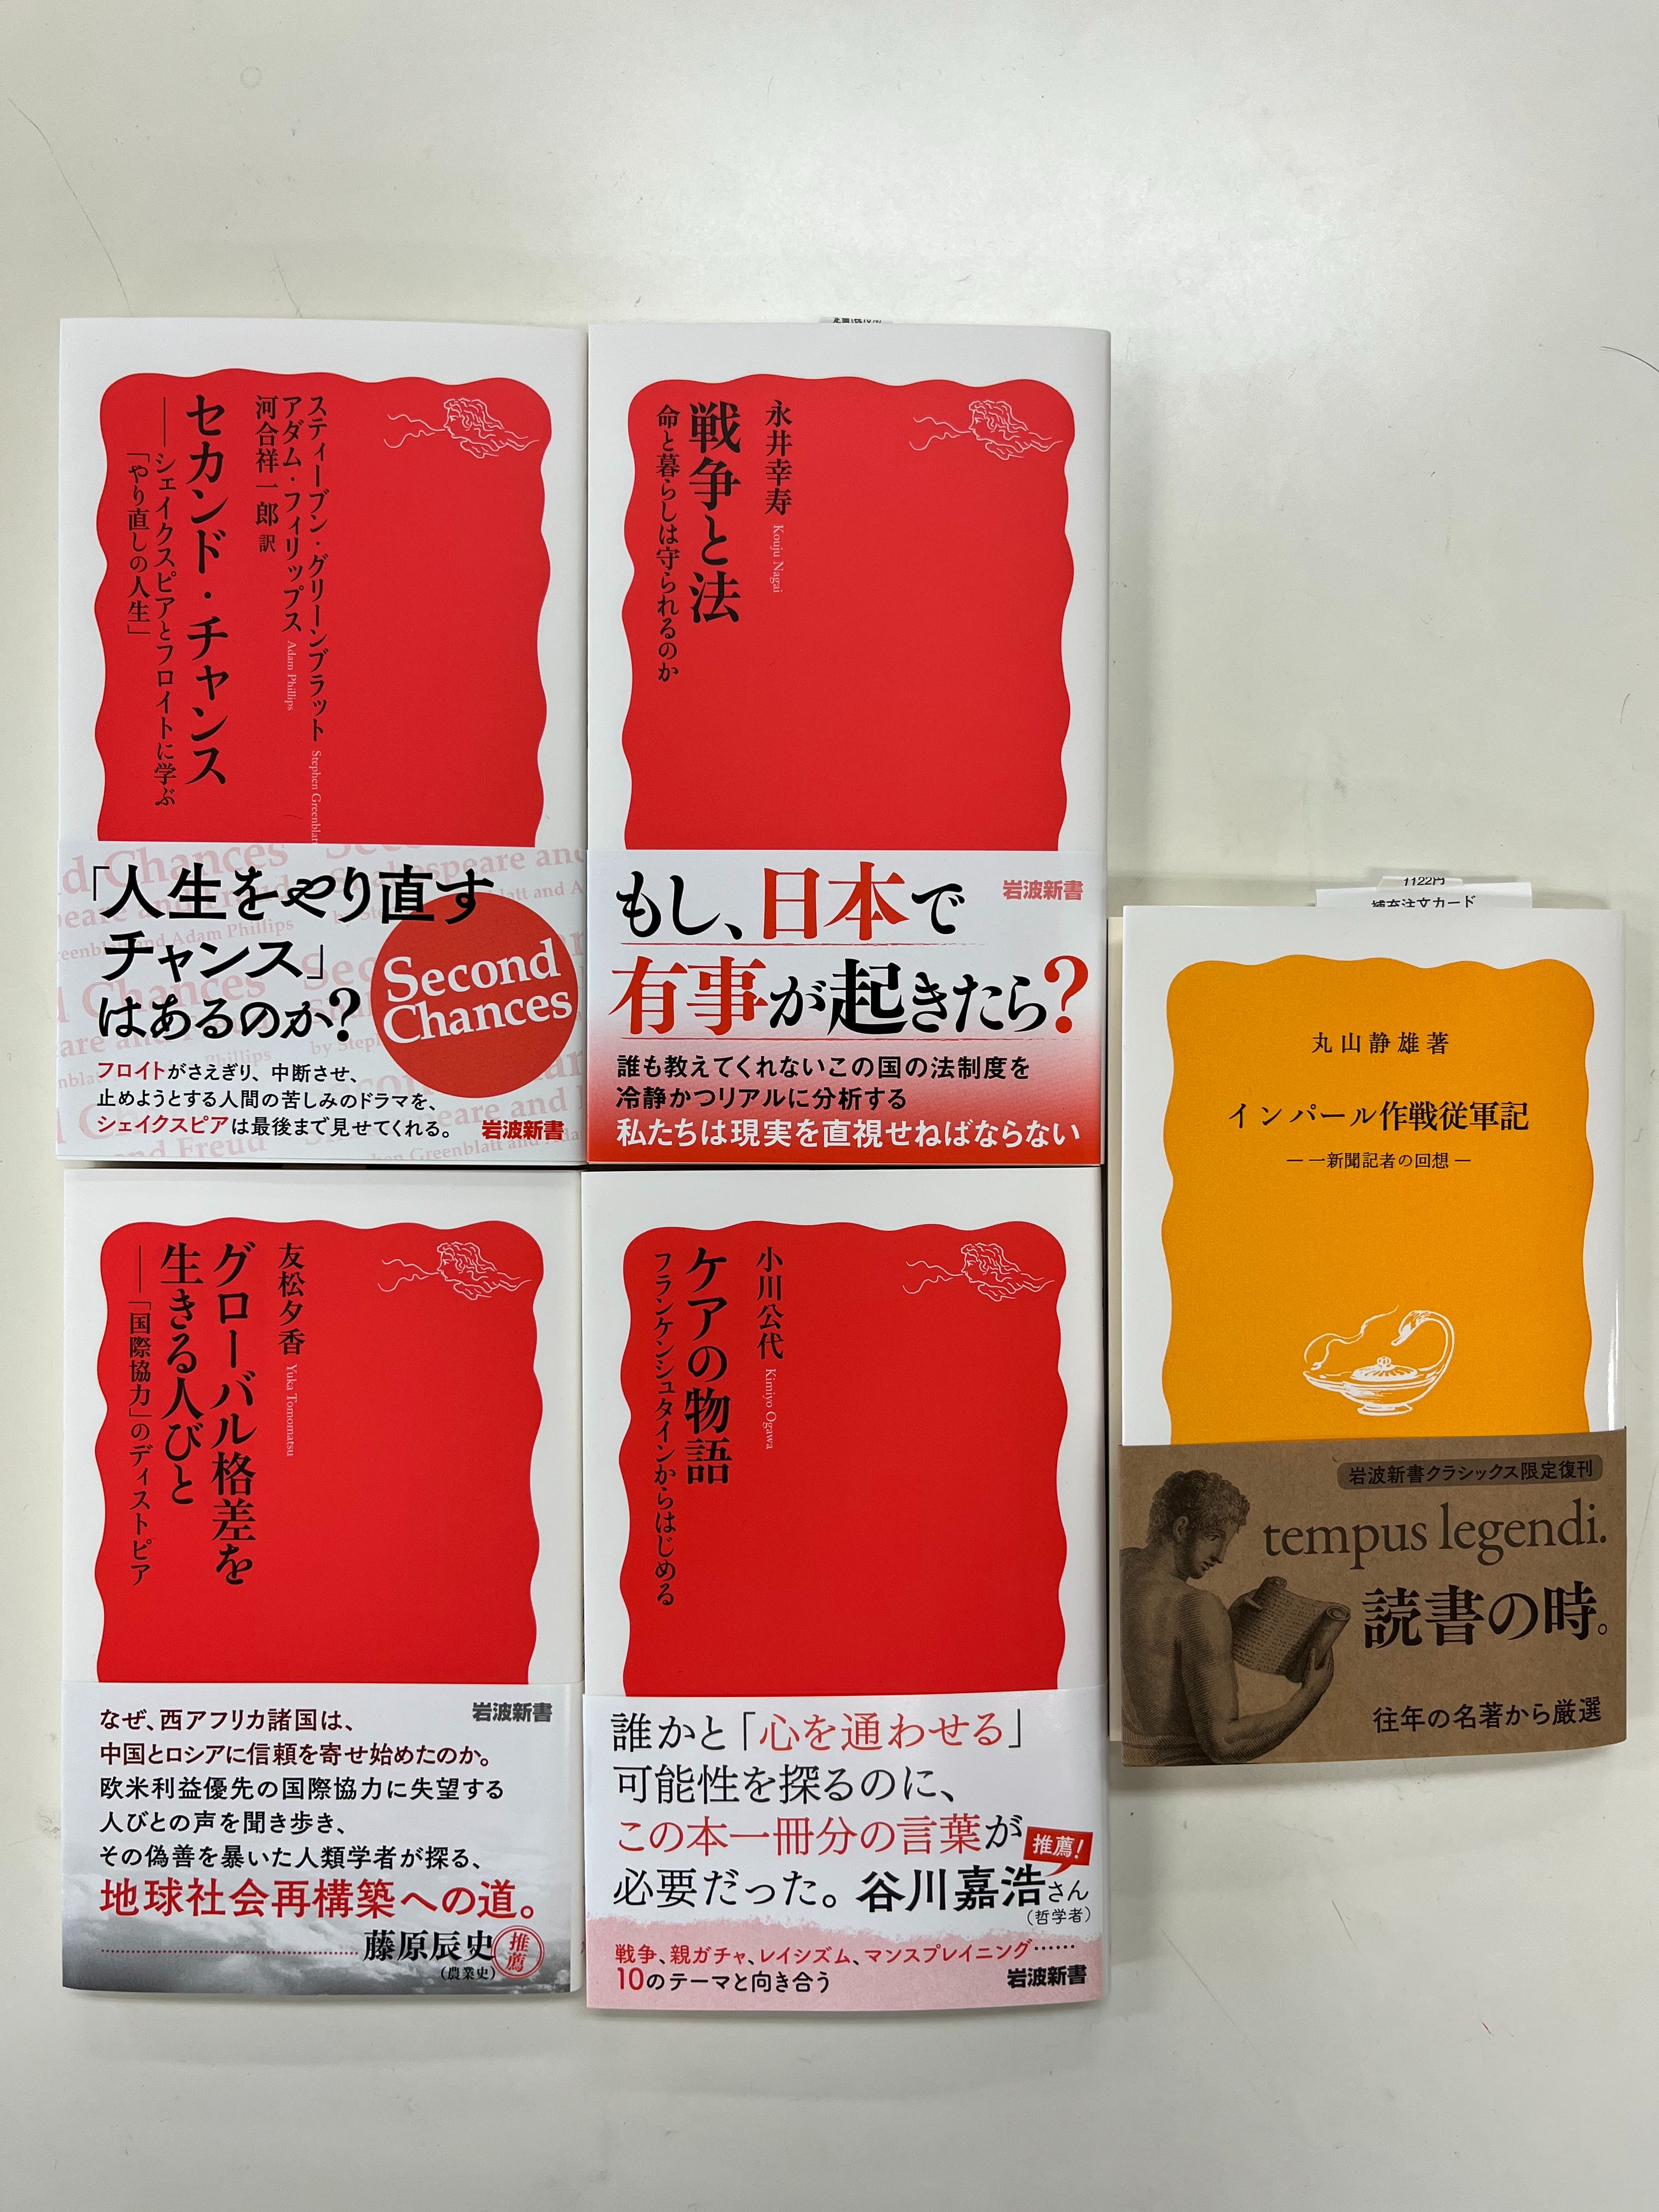 スティーブン・グリーンブラット Stephen Greenblatt
アダム・フィリップス Adam Phillips
河合祥一郎 訳
セカンド・チャンス
――シェイクスピアとフロイトに学ぶ
「やり直しの人生」
「人生をやり直す
チャンス」
はあるのか?
Second
Chances
フロイトがさえぎり、中断させ、
止めようとする人間の苦しみのドラマを、
シェイクスピアは最後まで見せてくれる。
岩波新書
永井幸寿 Kouju Nagai
戦争と法
命と暮らしは守られるのか
岩波新書
もし、日本で
有事が起きたら?
誰も教えてくれないこの国の法制度を
冷静かつリアルに分析する
私たちは現実を直視せねばならない
友松夕香 Yuka Tomomatsu
グローバル格差を
生きる人びと
――「国際協力」のディストピア
岩波新書
なぜ、西アフリカ諸国は、
中国とロシアに信頼を寄せ始めたのか。
欧米利益優先の国際協力に失望する
人びとの声を聞き歩き、
その偽善を暴いた人類学者が探る、
地球社会再構築への道。
藤原辰史
(農業史)
推薦
小川公代 Kimiyo Ogawa
ケアの物語
フランケンシュタインからはじめる
誰かと「心を通わせる」
可能性を探るのに、
この本一冊分の言葉が
必要だった。
推薦!
谷川嘉浩さん
(哲学者)
戦争、親ガチャ、レイシズム、マンスプレイニング……
10のテーマと向き合う
岩波新書
1122円
補充注文カード
丸山静雄著
インパール作戦従軍記
― 一新聞記者の回想 ―
岩波新書クラシックス限定復刊
tempus legendi.
読書の時。
往年の名著から厳選